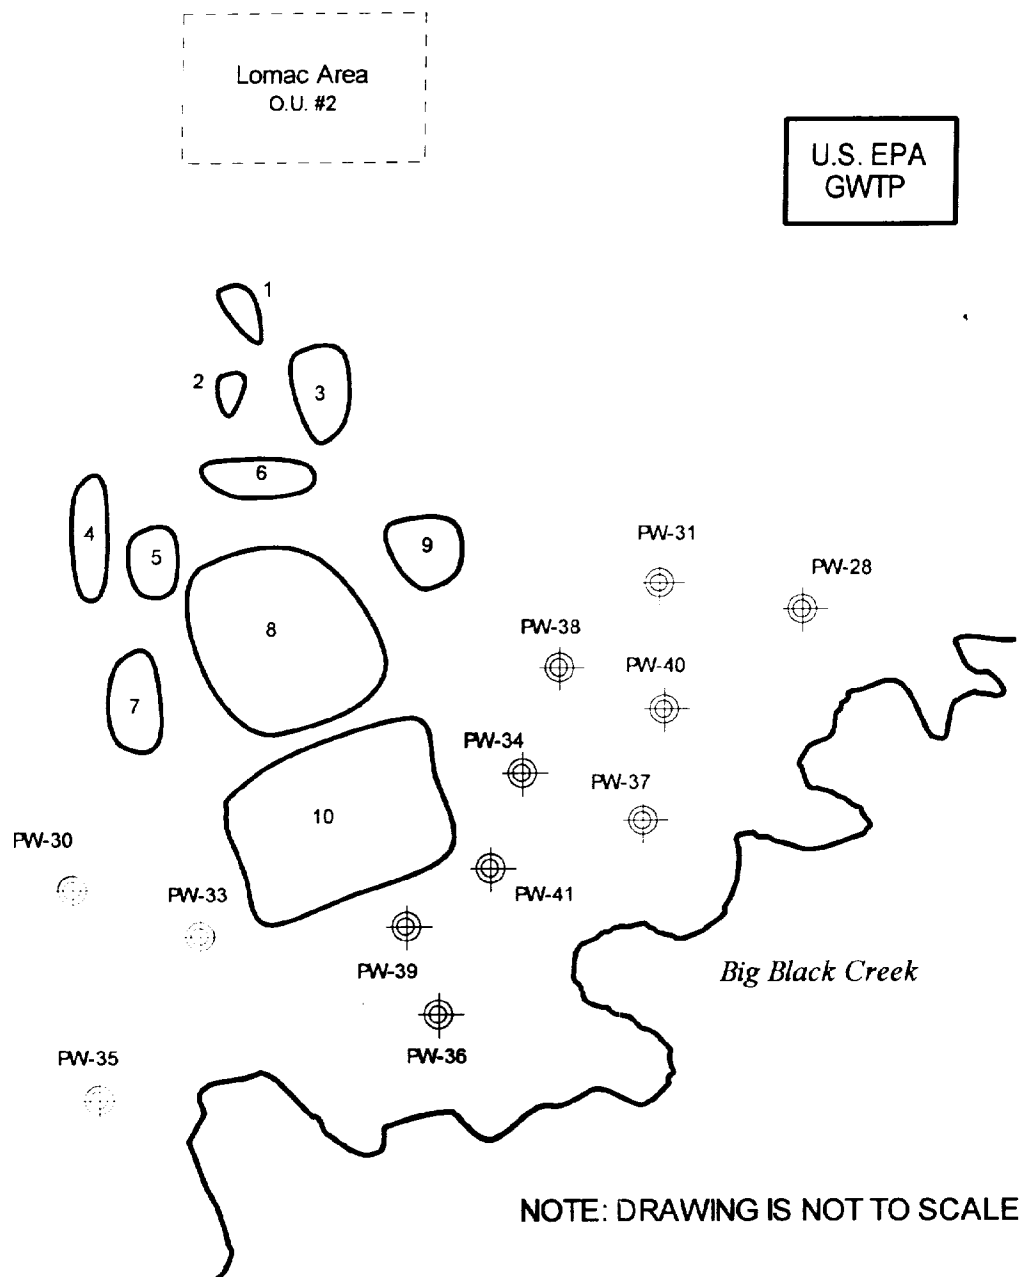 Lomac Area
O.U. #2
U.S. EPA
GWTP
1
2
3
6
4
5
9
PW-31
PW-28
8
PW-38
PW-40
7
PW-34
PW-37
10
PW-30
PW-33
PW-41
PW-39
Big Black Creek
PW-36
PW-35
NOTE: DRAWING IS NOT TO SCALE